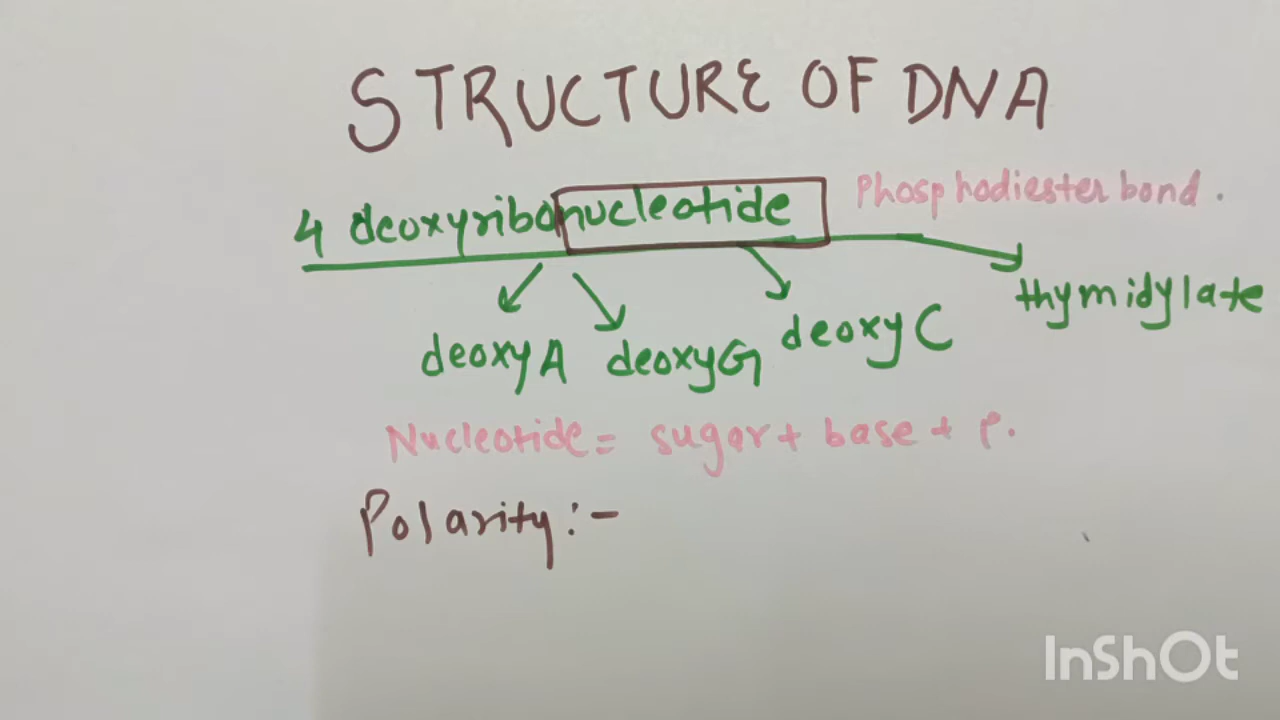 STRUCTURE OF DNA
Phosphodiester bond.
4 deoxyribonucleotide
thymidylate
deoxyA deoxyG deoxyC
Nucleotide = sugar + base + P.
Polarity :-
InShOt